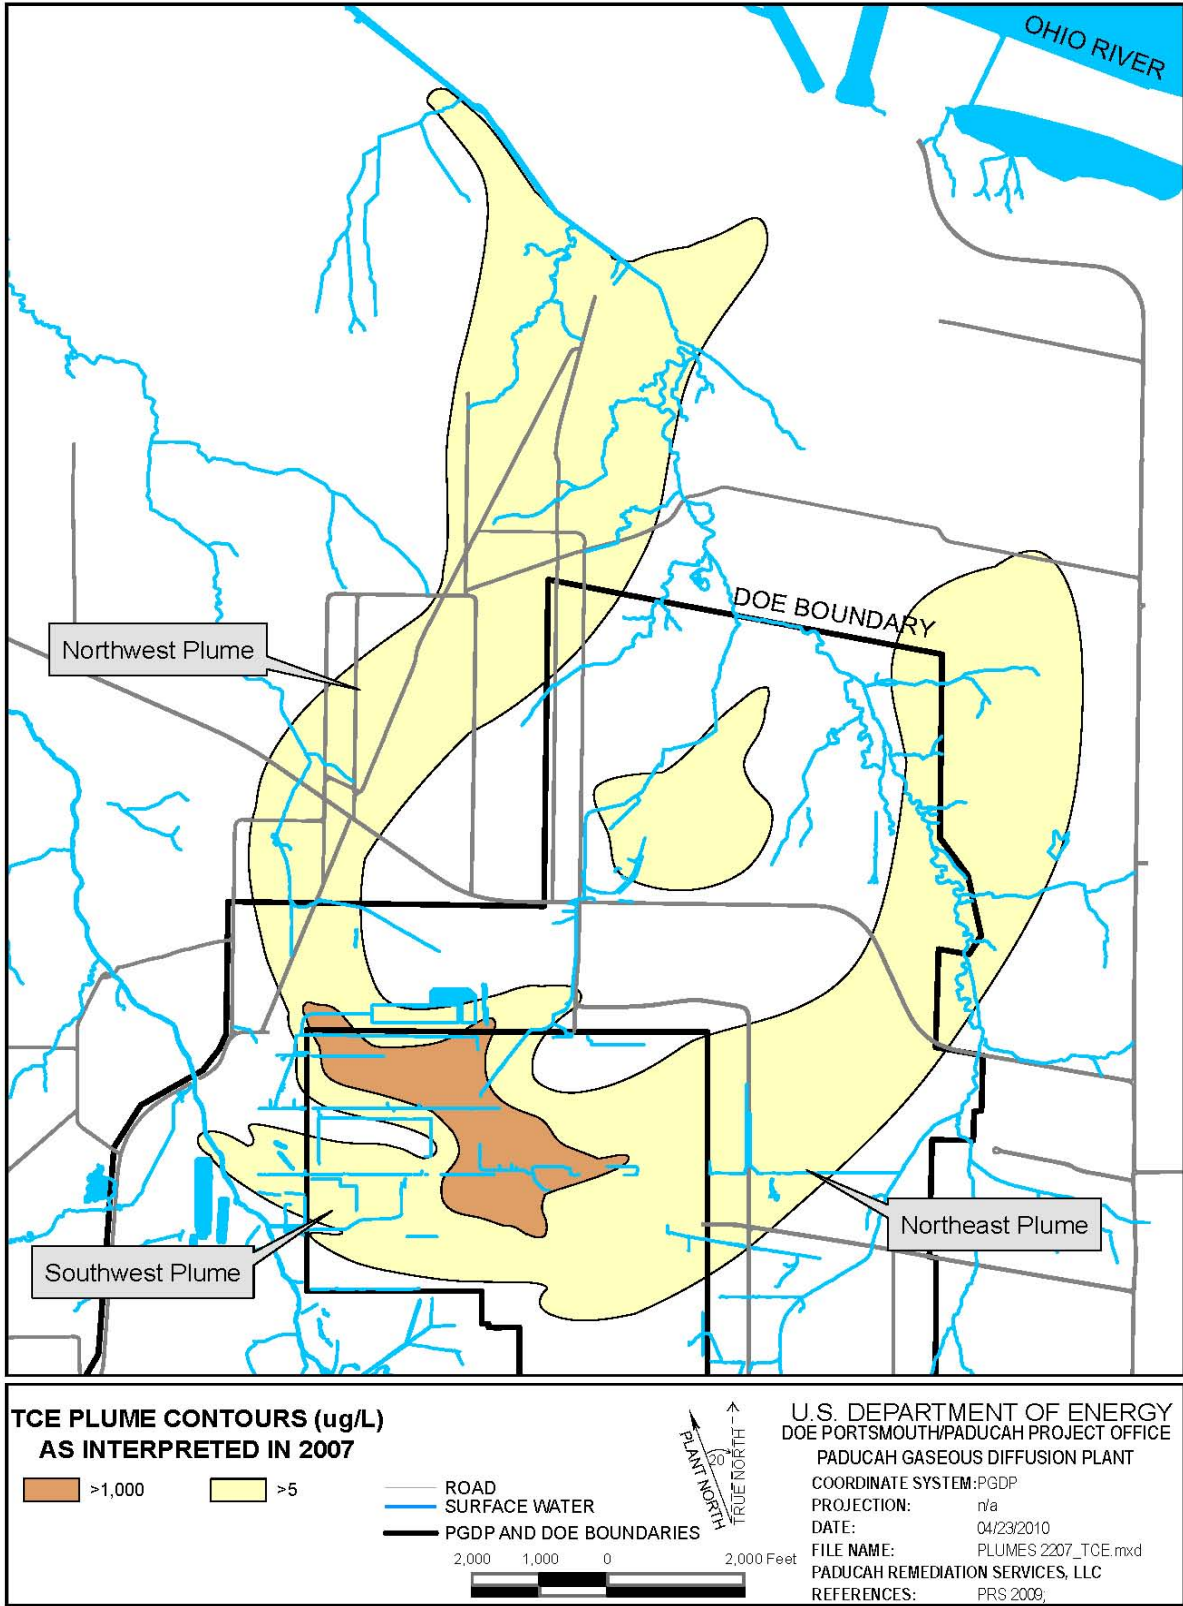 OHIO RIVER
DOE BOUNDARY
Northwest Plume
Northeast Plume
Southwest Plume
TCE PLUME CONTOURS (ug/L)
AS INTERPRETED IN 2007
>1,000
>5
ROAD
SURFACE WATER
PGDP AND DOE BOUNDARIES
2,000 1,000 0 2,000 Feet
PLANT NORTH
20°
TRUE NORTH
U.S. DEPARTMENT OF ENERGY
DOE PORTSMOUTH/PADUCAH PROJECT OFFICE
PADUCAH GASEOUS DIFFUSION PLANT
COORDINATE SYSTEM:PGDP
PROJECTION: n/a
DATE: 04/23/2010
FILE NAME: PLUMES 2207_TCE.mxd
PADUCAH REMEDIATION SERVICES, LLC
REFERENCES: PRS 2009;